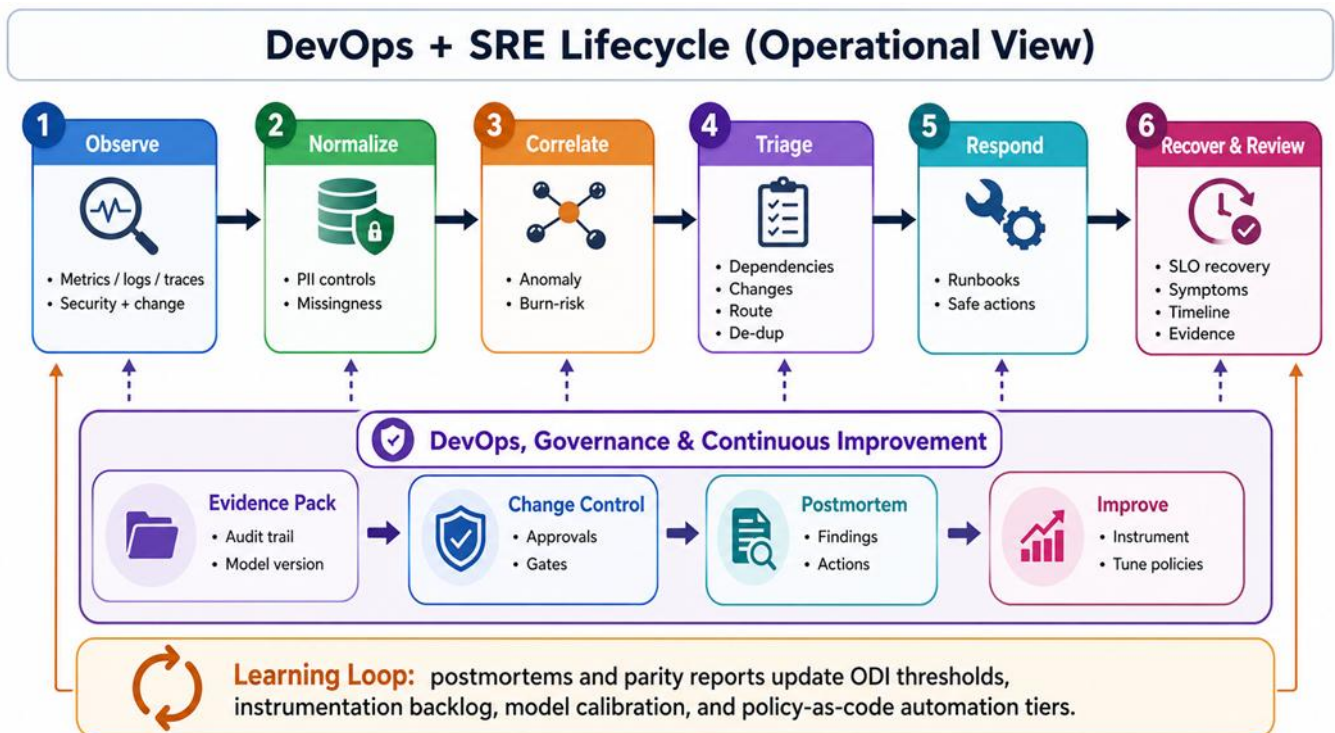 DevOps + SRE Lifecycle (Operational View)
1
Observe
• Metrics / logs / traces
• Security + change
2
Normalize
• PII controls
• Missingness
3
Correlate
• Anomaly
• Burn-risk
4
Triage
• Dependencies
• Changes
• Route
• De-dup
5
Respond
• Runbooks
• Safe actions
6
Recover & Review
• SLO recovery
• Symptoms
• Timeline
• Evidence
DevOps, Governance & Continuous Improvement
Evidence Pack
• Audit trail
• Model version
Change Control
• Approvals
• Gates
Postmortem
• Findings
• Actions
Improve
• Instrument
• Tune policies
Learning Loop: postmortems and parity reports update ODI thresholds,
instrumentation backlog, model calibration, and policy-as-code automation tiers.